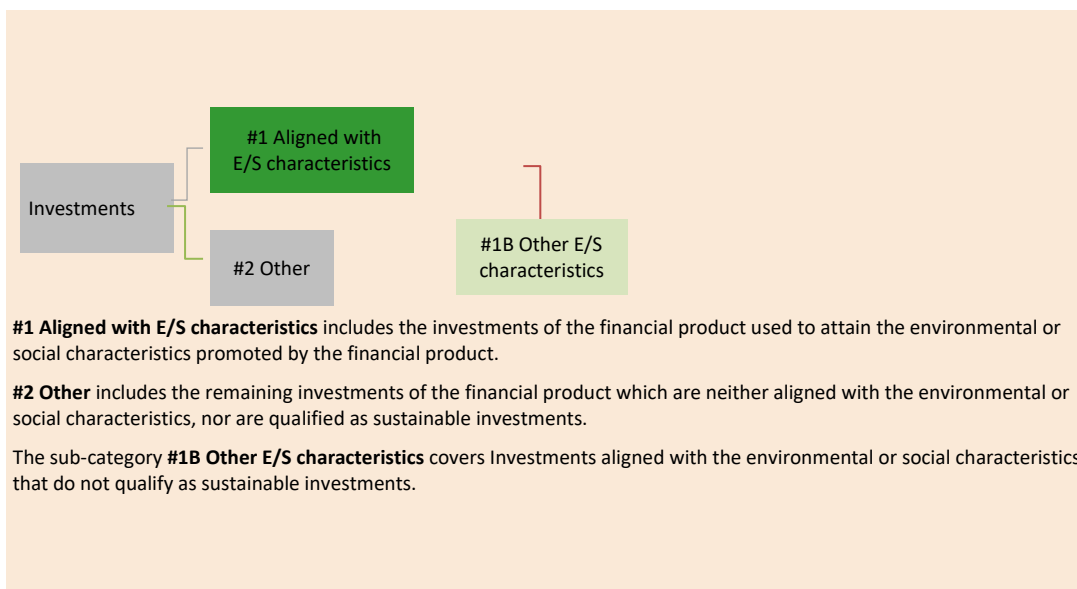 #1 Aligned with
E/S characteristics
Investments
#2 Other
#1B Other E/S
characteristics
#1 Aligned with E/S characteristics includes the investments of the financial product used to attain the environmental or
social characteristics promoted by the financial product.
#2 Other includes the remaining investments of the financial product which are neither aligned with the environmental or
social characteristics, nor are qualified as sustainable investments.
The sub-category #1B Other E/S characteristics covers Investments aligned with the environmental or social characteristics
that do not qualify as sustainable investments.